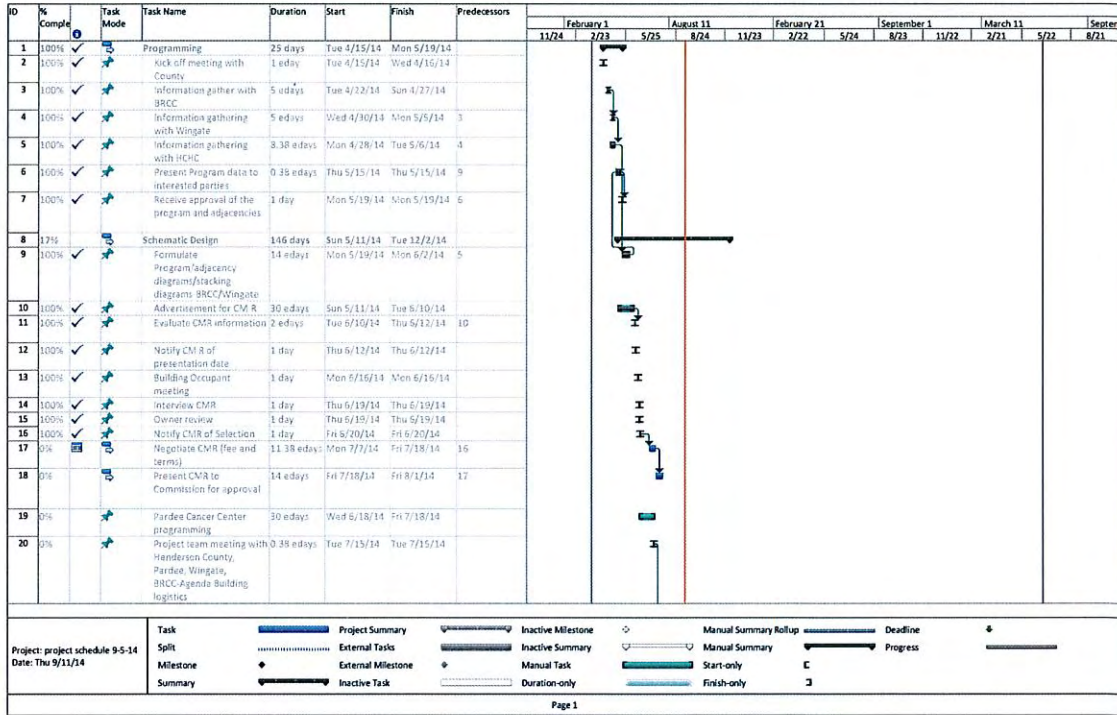 ID % Comple Task Mode Task Name Duration Start Finish Predecessors
February 1 August 11 February 21 September 1 March 11 Septe
11/24 2/23 5/25 8/24 11/23 2/22 5/24 8/23 11/22 2/21 5/22 8/21
1 100% Programming 25 days Tue 4/15/14 Mon 5/19/14
2 100% Kick off meeting with County 1 eday Tue 4/15/14 Wed 4/16/14
3 100% Information gather with BRCC 5 edays Tue 4/22/14 Sun 4/27/14
4 100% Information gathering with Wingate 5 edays Wed 4/30/14 Mon 5/5/14 3
5 100% Information gathering with HCHC 8.38 edays Mon 4/28/14 Tue 5/6/14 4
6 100% Present Program data to interested parties 0.38 edays Thu 5/15/14 Thu 5/15/14 9
7 100% Receive approval of the program and adjacencies 1 day Mon 5/19/14 Mon 5/19/14 6
8 17% Schematic Design 146 days Sun 5/11/14 Tue 12/2/14
9 100% Formulate Program/adjacency diagrams/stacking diagrams BRCC/Wingate 14 edays Mon 5/19/14 Mon 6/2/14 5
10 100% Advertisement for CM R 30 edays Sun 5/11/14 Tue 6/10/14
11 100% Evaluate CMR information 2 edays Tue 6/10/14 Thu 6/12/14 10
12 100% Notify CM R of presentation date 1 day Thu 6/12/14 Thu 6/12/14
13 100% Building Occupant meeting 1 day Mon 6/16/14 Mon 6/16/14
14 100% Interview CMR 1 day Thu 6/19/14 Thu 6/19/14
15 100% Owner review 1 day Thu 6/19/14 Thu 6/19/14
16 100% Notify CMR of Selection 1 day Fri 6/20/14 Fri 6/20/14
17 0% Negotiate CMR (fee and terms) 11.38 edays Mon 7/7/14 Fri 7/18/14 16
18 0% Present CMR to Commission for approval 14 edays Fri 7/18/14 Fri 8/1/14 17
19 0% Pardee Cancer Center programming 30 edays Wed 6/18/14 Fri 7/18/14
20 0% Project team meeting with Henderson County, Pardee, Wingate, BRCC-Agenda Building logistics 0.38 edays Tue 7/15/14 Tue 7/15/14
Project: project schedule 9-5-14
Date: Thu 9/11/14
Task Project Summary Inactive Milestone Manual Summary Rollup Deadline
Split External Tasks Inactive Summary Manual Summary Progress
Milestone External Milestone Manual Task Start-only
Summary Inactive Task Duration-only Finish-only
Page 1